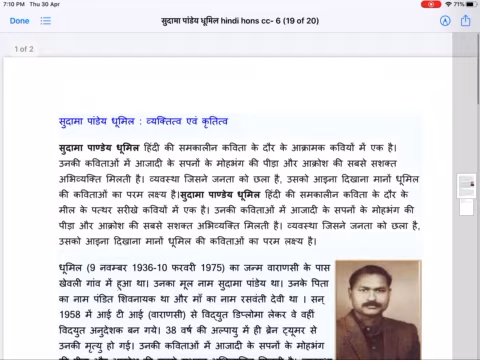 7:10 PM Thu 30 Apr
71%
Done
सुदामा पांडेय धूमिल hindi hons cc- 6 (19 of 20)
1 of 2
सुदामा पांडेय धूमिल : व्यक्तित्व एवं कृतित्व
सुदामा पाण्डेय धूमिल हिंदी की समकालीन कविता के दौर के आक्रामक कवियों में एक है।
उनकी कविताओं में आजादी के सपनों के मोहभंग की पीड़ा और आक्रोश की सबसे सशक्त
अभिव्यक्ति मिलती है। व्यवस्था जिसने जनता को छला है, उसको आइना दिखाना मानों धूमिल
की कविताओं का परम लक्ष्य है।सुदामा पाण्डेय धूमिल हिंदी की समकालीन कविता के दौर के
मील के पत्थर सरीखे कवियों में एक है। उनकी कविताओं में आजादी के सपनों के मोहभंग की
पीड़ा और आक्रोश की सबसे सशक्त अभिव्यक्ति मिलती है। व्यवस्था जिसने जनता को छला है,
उसको आइना दिखाना मानों धूमिल की कविताओं का परम लक्ष्य है।
धूमिल (9 नवम्बर 1936-10 फरवरी 1975) का जन्म वाराणसी के पास
खेवली गांव में हुआ था। उनका मूल नाम सुदामा पांडेय था। उनके पिता
का नाम पंडित शिवनायक था और माँ का नाम रसवंती देवी था । सन्
1958 में आई टी आई (वाराणसी) से विद्युत डिप्लोमा लेकर वे वहीं
विद्युत अनुदेशक बन गये। 38 वर्ष की अल्पायु में ही ब्रेन ट्यूमर से
उनकी मृत्यु हो गई। उनकी कविताओं में आजादी के सपनों के मोहभंग